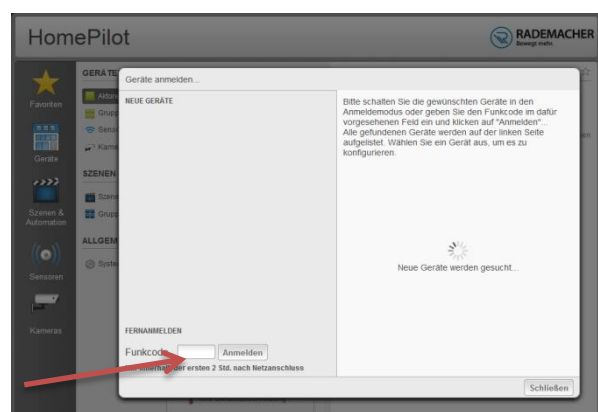 HomePilot
RADEMACHER
Bewegt mehr.
Favoriten
Geräte
Szenen &
Automation
Sensoren
Kameras
GERÄTE
Aktor
Grupp
Sens
Kame
SZENEN
Szene
Grupp
ALLGEM
Syste
Geräte anmelden...
NEUE GERÄTE
FERNANMELDEN
Funkcode
Anmelden
der ersten 2 Std. nach Netzanschluss
Bitte schalten Sie die gewünschten Geräte in den
Anmeldemodus oder geben Sie den Funkcode im dafür
vorgesehenen Feld ein und klicken auf "Anmelden"...
Alle gefundenen Geräte werden auf der linken Seite
aufgelistet. Wählen Sie ein Gerät aus, um es zu
konfigurieren.
Neue Geräte werden gesucht...
Schließen